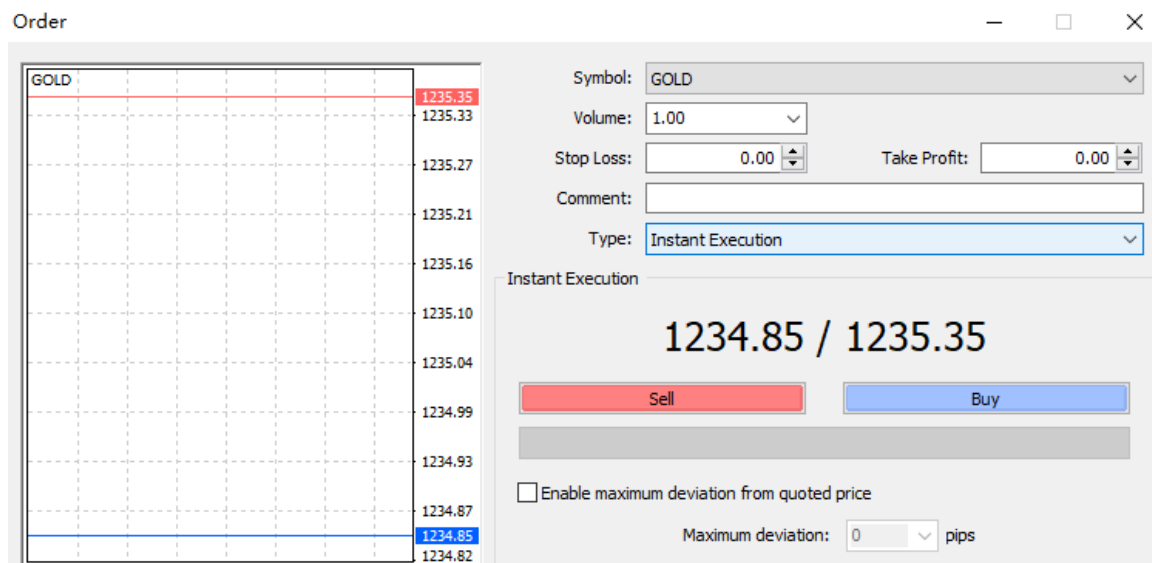 Order
GOLD
1235.35
1235.33
1235.27
1235.21
1235.16
1235.10
1235.04
1234.99
1234.93
1234.87
1234.85
1234.82
Symbol: GOLD
Volume: 1.00
Stop Loss: 0.00 Take Profit: 0.00
Comment:
Type: Instant Execution
Instant Execution
1234.85 / 1235.35
Sell Buy
Enable maximum deviation from quoted price
Maximum deviation: 0 pips